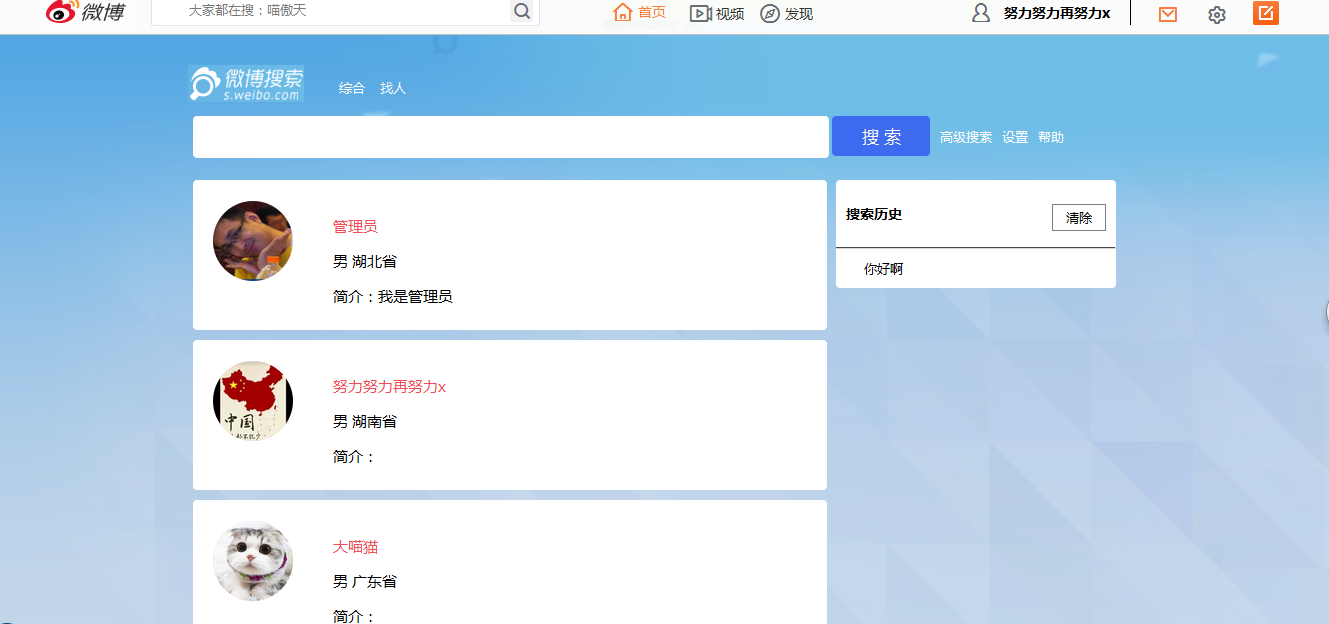 微博 大家都在搜：喵傲天 首页 视频 发现 努力努力再努力x
微博搜索
s.weibo.com
综合 找人
搜 索 高级搜索 设置 帮助
管理员
男 湖北省
简介：我是管理员
搜索历史 清除
你好啊
努力努力再努力x
男 湖南省
简介：
中国
大喵猫
男 广东省
简介：